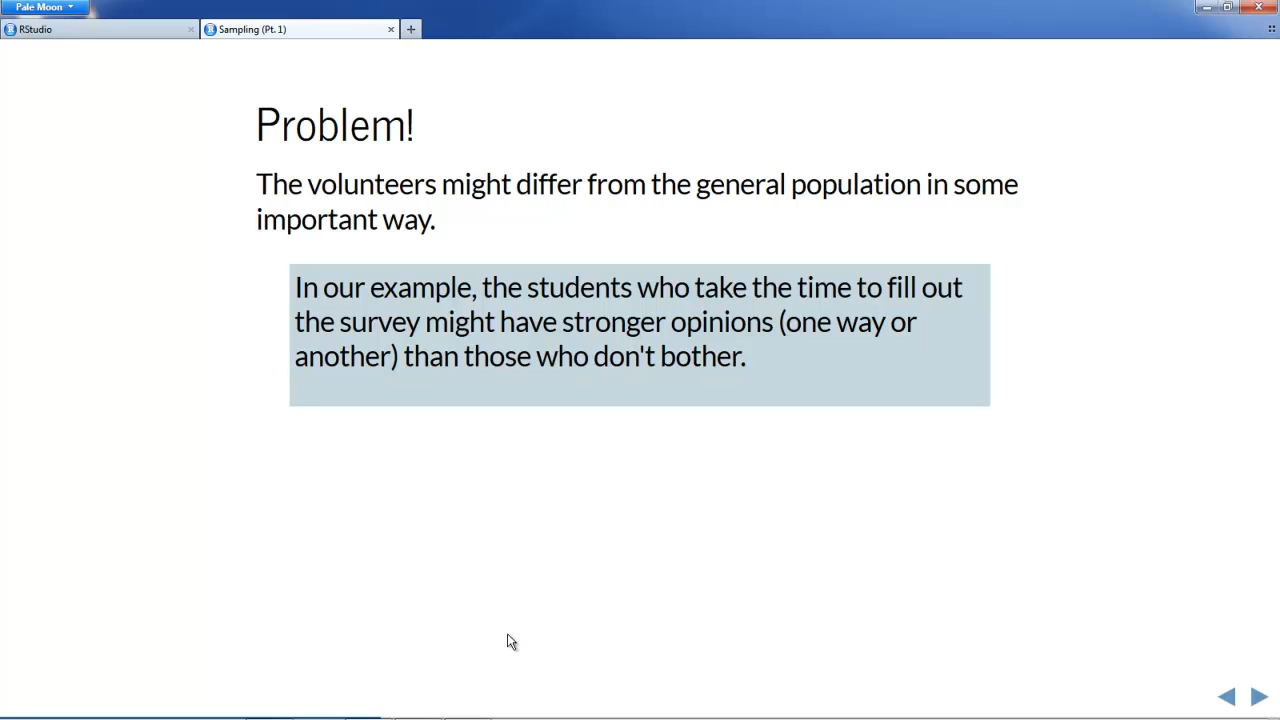 Pale Moon
RStudio
Sampling (Pt. 1)
Problem!
The volunteers might differ from the general population in some
important way.
In our example, the students who take the time to fill out
the survey might have stronger opinions (one way or
another) than those who don't bother.